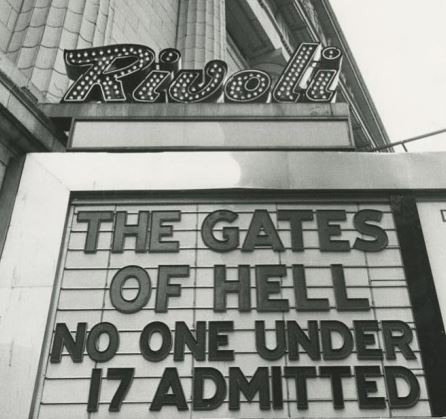 Rivoli
THE GATES
OF HELL
NO ONE UNDER
17 ADMITTED